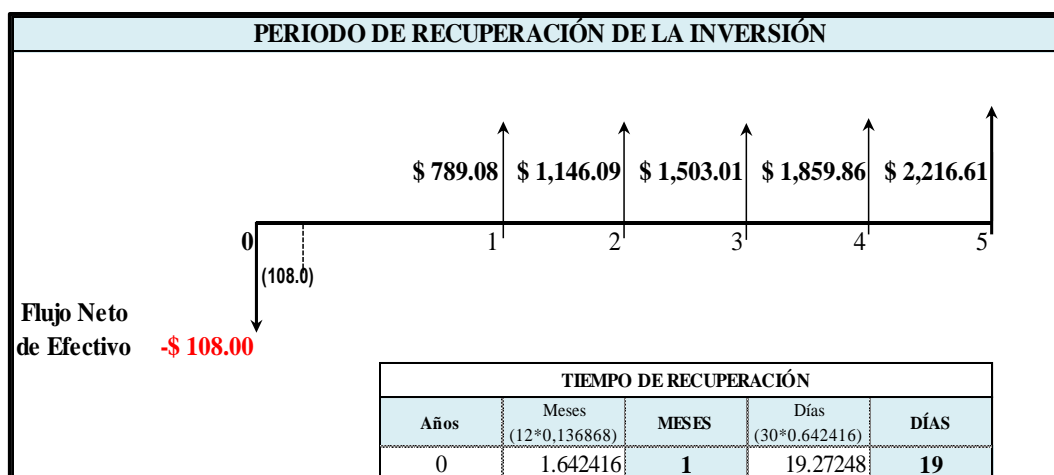 PERIODO DE RECUPERACIÓN DE LA INVERSIÓN
$ 789.08 $ 1,146.09 $ 1,503.01 $ 1,859.86 $ 2,216.61
0 1 2 3 4 5
(108.0)
Flujo Neto
de Efectivo -$ 108.00
TIEMPO DE RECUPERACIÓN
Años Meses (12*0,136868) MESES Días (30*0.642416) DÍAS
0 1.642416 1 19.27248 19